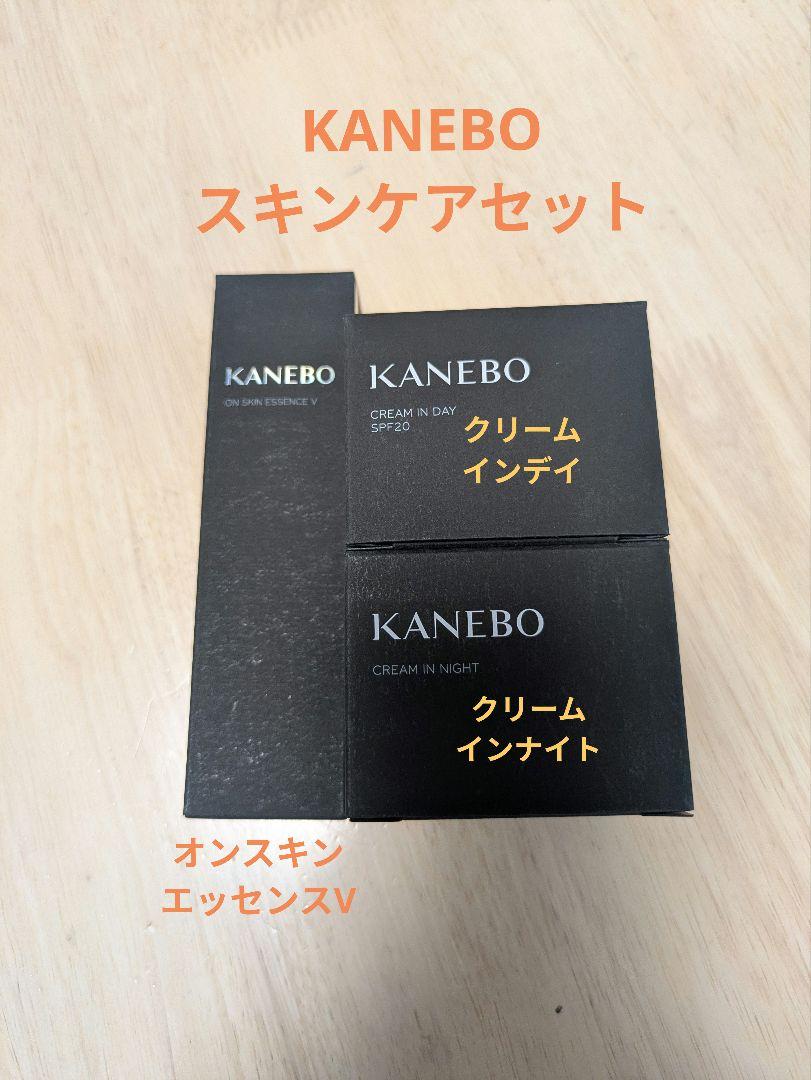 KANEBO
スキンケアセット
KANEBO
ON SKIN ESSENCE V
KANEBO
CREAM IN DAY
SPF20
クリーム
インデイ
KANEBO
CREAM IN NIGHT
クリーム
インナイト
オンスキン
エッセンスV